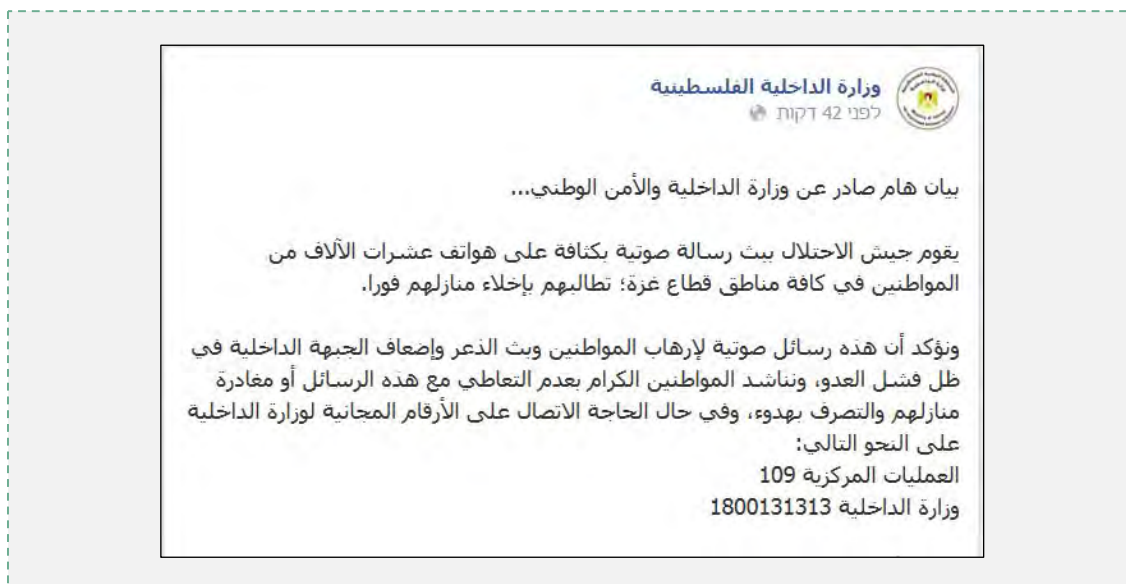 وزارة الداخلية الفلسطينية
לפני 42 דקות
بيان هام صادر عن وزارة الداخلية والأمن الوطني...
يقوم جيش الاحتلال ببث رسالة صوتية بكثافة على هواتف عشرات الآلاف من
المواطنين في كافة مناطق قطاع غزة؛ تطالبهم بإخلاء منازلهم فورا.
ونؤكد أن هذه رسائل صوتية لإرهاب المواطنين وبث الذعر وإضعاف الجبهة الداخلية في
ظل فشل العدو، ونناشد المواطنين الكرام بعدم التعاطي مع هذه الرسائل أو مغادرة
منازلهم والتصرف بهدوء، وفي حال الحاجة الاتصال على الأرقام المجانية لوزارة الداخلية
على النحو التالي:
العمليات المركزية 109
وزارة الداخلية 1800131313